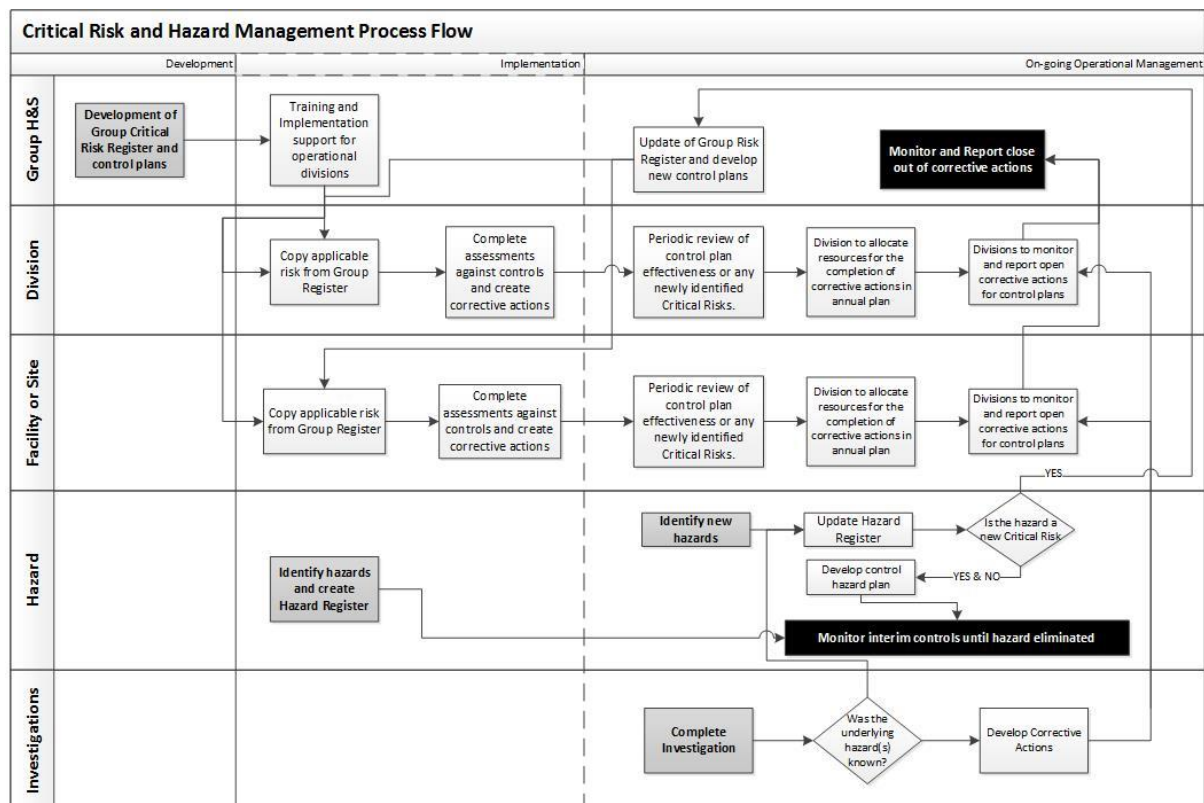 Critical Risk and Hazard Management Process Flow
Development
Implementation
On-going Operational Management
Group H&S
Development of
Group Critical
Risk Register and
control plans
Training and
Implementation
support for
operational
divisions
Update of Group Risk
Register and develop
new control plans
Monitor and Report close
out of corrective actions
Division
Copy applicable
risk from Group
Register
Complete
assessments
against controls
and create
corrective actions
Periodic review of
control plan
effectiveness or any
newly identified
Critical Risks.
Division to allocate
resources for the
completion of
corrective actions in
annual plan
Divisions to monitor
and report open
corrective actions
for control plans
Facility or Site
Copy applicable risk
from Group Register
Complete
assessments against
controls and create
corrective actions
Periodic review of
control plan
effectiveness or any
newly identified
Critical Risks.
Division to allocate
resources for the
completion of
corrective actions in
annual plan
Divisions to monitor
and report open
corrective actions
for control plans
YES
Hazard
Identify new
hazards
Update Hazard
Register
Is the hazard a
new Critical Risk
Identify hazards
and create
Hazard Register
Develop control
hazard plan
YES & NO
Monitor interim controls until hazard eliminated
Investigations
Complete
Investigation
Was the
underlying
hazard(s)
known?
Develop Corrective
Actions